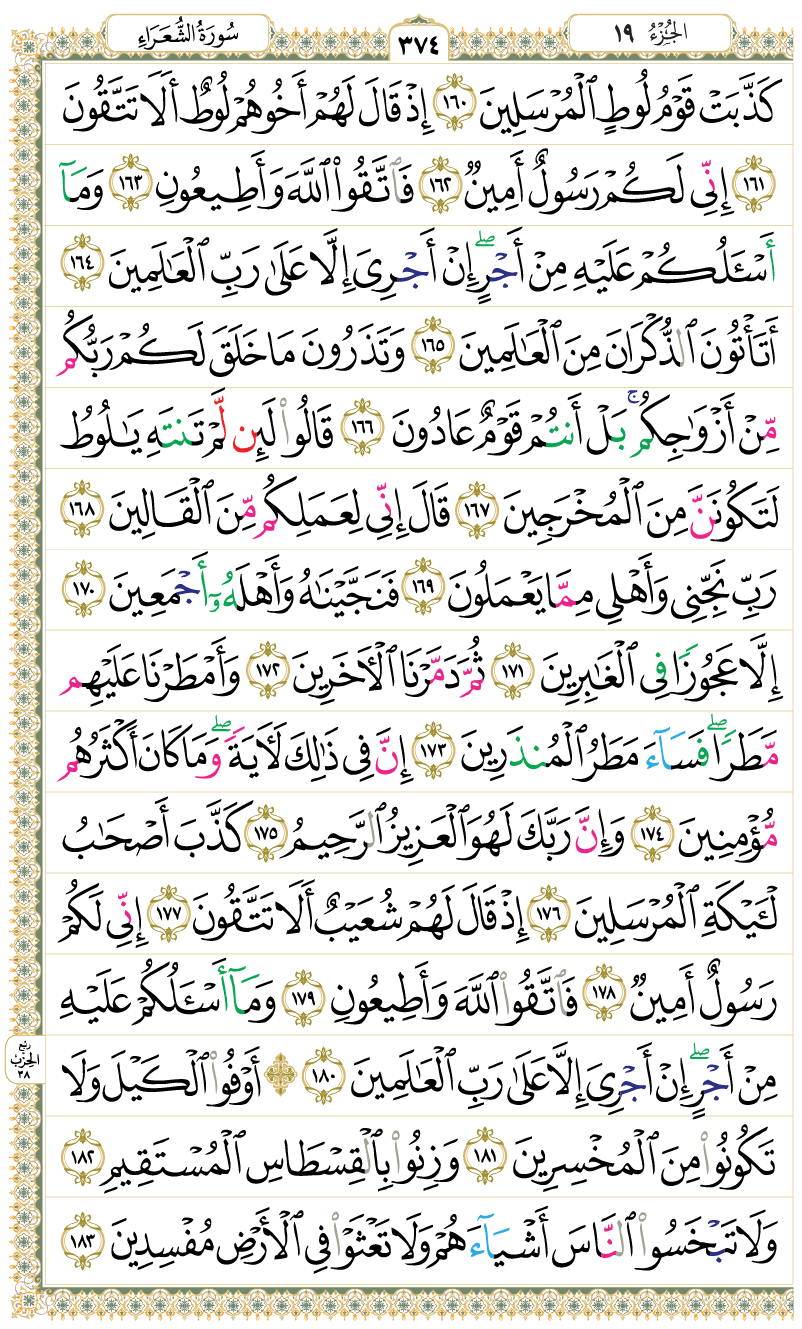 الجُزْءُ ١٩
٣٧٤
سُورَةُ الشُّعَرَاءِ
كَذَّبَتْ قَوْمُ لُوطٍ ٱلْمُرْسَلِينَ ١٦٠ إِذْ قَالَ لَهُمْ أَخُوهُمْ لُوطٌ أَلَا تَتَّقُونَ
١٦١ إِنِّي لَكُمْ رَسُولٌ أَمِينٌ ١٦٢ فَٱتَّقُوا۟ ٱللَّهَ وَأَطِيعُونِ ١٦٣ وَمَآ
أَسْـَٔلُكُمْ عَلَيْهِ مِنْ أَجْرٍ ۖ إِنْ أَجْرِىَ إِلَّا عَلَىٰ رَبِّ ٱلْعَـٰلَمِينَ ١٦٤
أَتَأْتُونَ ٱلذُّكْرَانَ مِنَ ٱلْعَـٰلَمِينَ ١٦٥ وَتَذَرُونَ مَا خَلَقَ لَكُمْ رَبُّكُم
مِّنْ أَزْوَٰجِكُم ۚ بَلْ أَنتُمْ قَوْمٌ عَادُونَ ١٦٦ قَالُوا۟ لَئِن لَّمْ تَنتَهِ يَـٰلُوطُ
لَتَكُونَنَّ مِنَ ٱلْمُخْرَجِينَ ١٦٧ قَالَ إِنِّي لِعَمَلِكُم مِّنَ ٱلْقَالِينَ ١٦٨
رَبِّ نَجِّنِى وَأَهْلِى مِمَّا يَعْمَلُونَ ١٦٩ فَنَجَّيْنَـٰهُ وَأَهْلَهُۥٓ أَجْمَعِينَ ١٧٠
إِلَّا عَجُوزًا فِى ٱلْغَـٰبِرِينَ ١٧١ ثُمَّ دَمَّرْنَا ٱلْـَٔاخَرِينَ ١٧٢ وَأَمْطَرْنَا عَلَيْهِم
مَّطَرًا ۖ فَسَآءَ مَطَرُ ٱلْمُنذَرِينَ ١٧٣ إِنَّ فِى ذَٰلِكَ لَـَٔايَةً ۖ وَمَا كَانَ أَكْثَرُهُم
مُّؤْمِنِينَ ١٧٤ وَإِنَّ رَبَّكَ لَهُوَ ٱلْعَزِيزُ ٱلرَّحِيمُ ١٧٥ كَذَّبَ أَصْحَـٰبُ
لْـَٔيْكَةِ ٱلْمُرْسَلِينَ ١٧٦ إِذْ قَالَ لَهُمْ شُعَيْبٌ أَلَا تَتَّقُونَ ١٧٧ إِنِّي لَكُمْ
رَسُولٌ أَمِينٌ ١٧٨ فَٱتَّقُوا۟ ٱللَّهَ وَأَطِيعُونِ ١٧٩ وَمَآ أَسْـَٔلُكُمْ عَلَيْهِ
مِنْ أَجْرٍ ۖ إِنْ أَجْرِىَ إِلَّا عَلَىٰ رَبِّ ٱلْعَـٰلَمِينَ ١٨٠ ۞ أَوْفُوا۟ ٱلْكَيْلَ وَلَا
ربع الحزب ٣٨
تَكُونُوا۟ مِنَ ٱلْمُخْسِرِينَ ١٨١ وَزِنُوا۟ بِٱلْقِسْطَاسِ ٱلْمُسْتَقِيمِ ١٨٢
وَلَا تَبْخَسُوا۟ ٱلنَّاسَ أَشْيَآءَهُمْ وَلَا تَعْثَوْا۟ فِى ٱلْأَرْضِ مُفْسِدِينَ ١٨٣